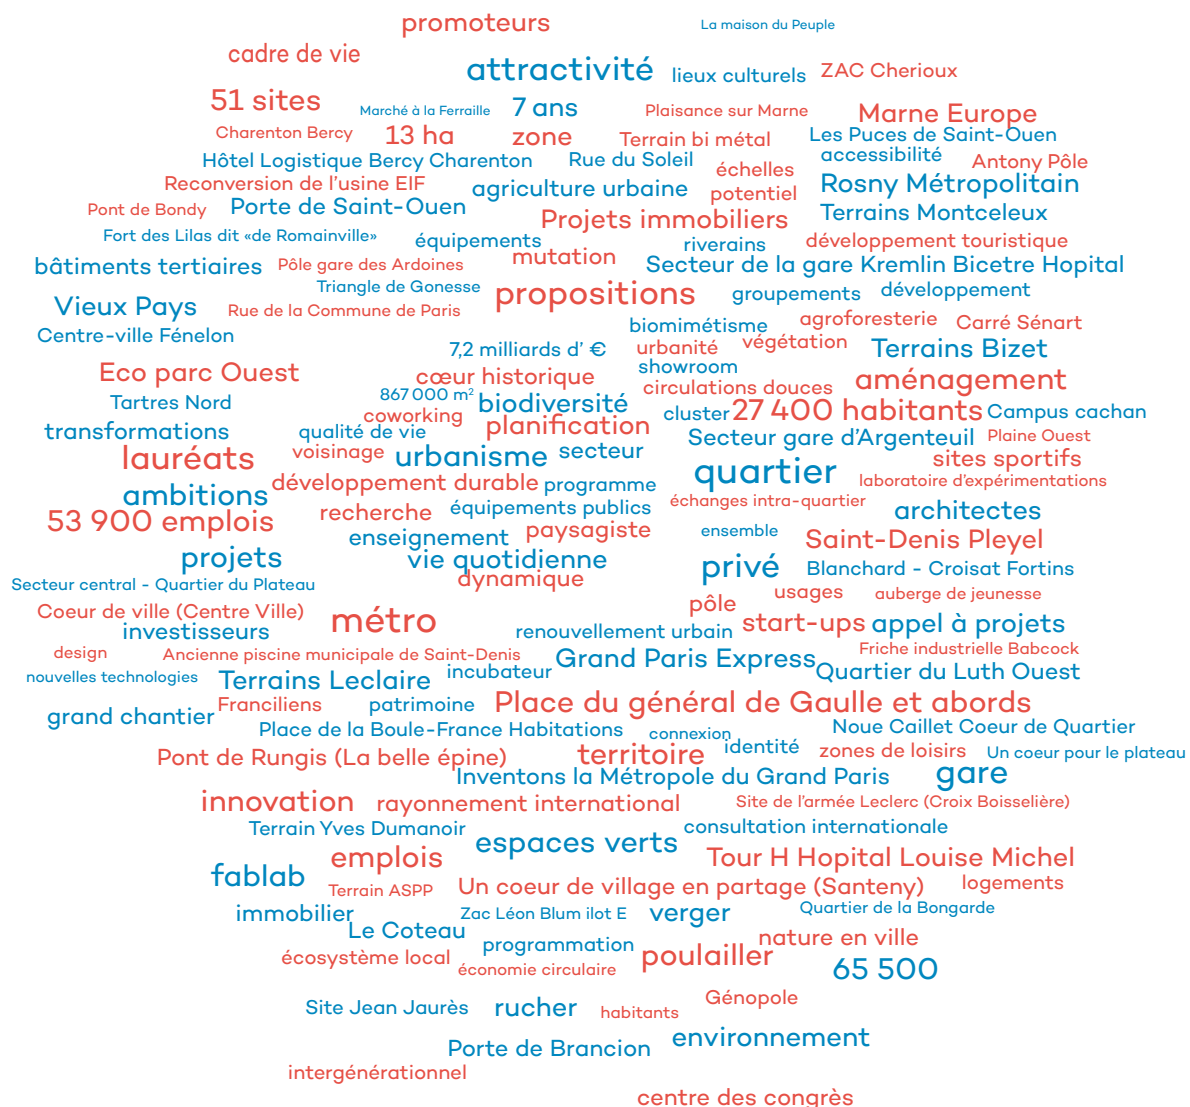 promoteurs
La maison du Peuple
cadre de vie
attractivité
lieux culturels
ZAC Cherioux
51 sites
Marché à la Ferraille
7 ans
Plaisance sur Marne
Marne Europe
Charenton Bercy
13 ha
zone
Terrain bi métal
Les Puces de Saint-Ouen
Hôtel Logistique Bercy Charenton
Rue du Soleil
échelles
accessibilité
Antony Pôle
Reconversion de l'usine EIF
agriculture urbaine
potentiel
Rosny Métropolitain
Pont de Bondy
Porte de Saint-Ouen
Projets immobiliers
Terrains Montceleux
Fort des Lilas dit «de Romainville»
équipements
riverains
développement touristique
bâtiments tertiaires
Pôle gare des Ardoines
mutation
Secteur de la gare Kremlin Bicetre Hopital
Triangle de Gonesse
propositions
groupements
développement
Vieux Pays
Rue de la Commune de Paris
biomimétisme
agroforesterie
Carré Sénart
Centre-ville Fénelon
7,2 milliards d' €
urbanité
végétation
Terrains Bizet
Eco parc Ouest
cœur historique
showroom
circulations douces
aménagement
Tartres Nord
867 000 m²
coworking
biodiversité
cluster
27 400 habitants
Campus cachan
transformations
qualité de vie
planification
Secteur gare d'Argenteuil
Plaine Ouest
lauréats
voisinage
urbanisme
secteur
quartier
sites sportifs
ambitions
développement durable
programme
laboratoire d'expérimentations
53 900 emplois
recherche
équipements publics
échanges intra-quartier
architectes
enseignement
paysagiste
ensemble
Saint-Denis Pleyel
projets
vie quotidienne
privé
Blanchard - Croisat Fortins
Secteur central - Quartier du Plateau
dynamique
usages
auberge de jeunesse
Coeur de ville (Centre Ville)
métro
pôle
start-ups
appel à projets
investisseurs
renouvellement urbain
design
Ancienne piscine municipale de Saint-Denis
Grand Paris Express
Friche industrielle Babcock
nouvelles technologies
Terrains Leclaire
incubateur
Quartier du Luth Ouest
grand chantier
Franciliens
patrimoine
Place du général de Gaulle et abords
Place de la Boule-France Habitations
connexion
Noue Caillet Coeur de Quartier
Pont de Rungis (La belle épine)
territoire
identité
zones de loisirs
Un coeur pour le plateau
Inventons la Métropole du Grand Paris
gare
innovation
rayonnement international
Site de l'armée Leclerc (Croix Boisselière)
Terrain Yves Dumanoir
espaces verts
consultation internationale
emplois
Tour H Hopital Louise Michel
fablab
Terrain ASPP
Un coeur de village en partage (Santeny)
logements
immobilier
Zac Léon Blum ilot E
verger
Quartier de la Bongarde
Le Coteau
programmation
nature en ville
écosystème local
économie circulaire
poulailler
65 500
Site Jean Jaurès
rucher
habitants
Génopole
Porte de Brancion
environnement
intergénérationnel
centre des congrès